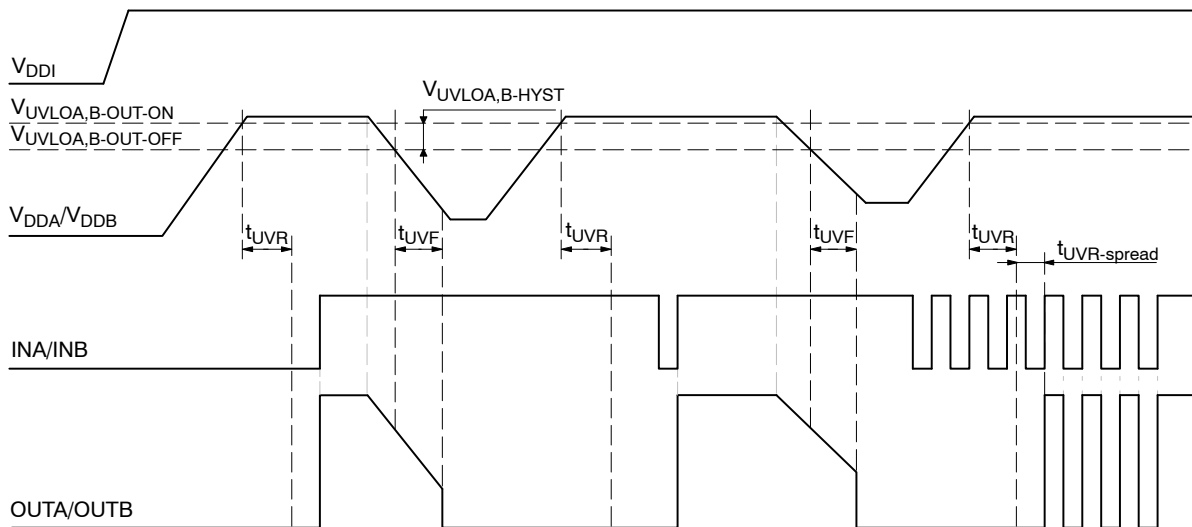 VDDI
VUVLOA,B-HYST
VUVLOA,B-OUT-ON
VUVLOA,B-OUT-OFF
VDDA/VDDB
tUVR
tUVF
tUVR
tUVF
tUVR
tUVR-spread
INA/INB
OUTA/OUTB